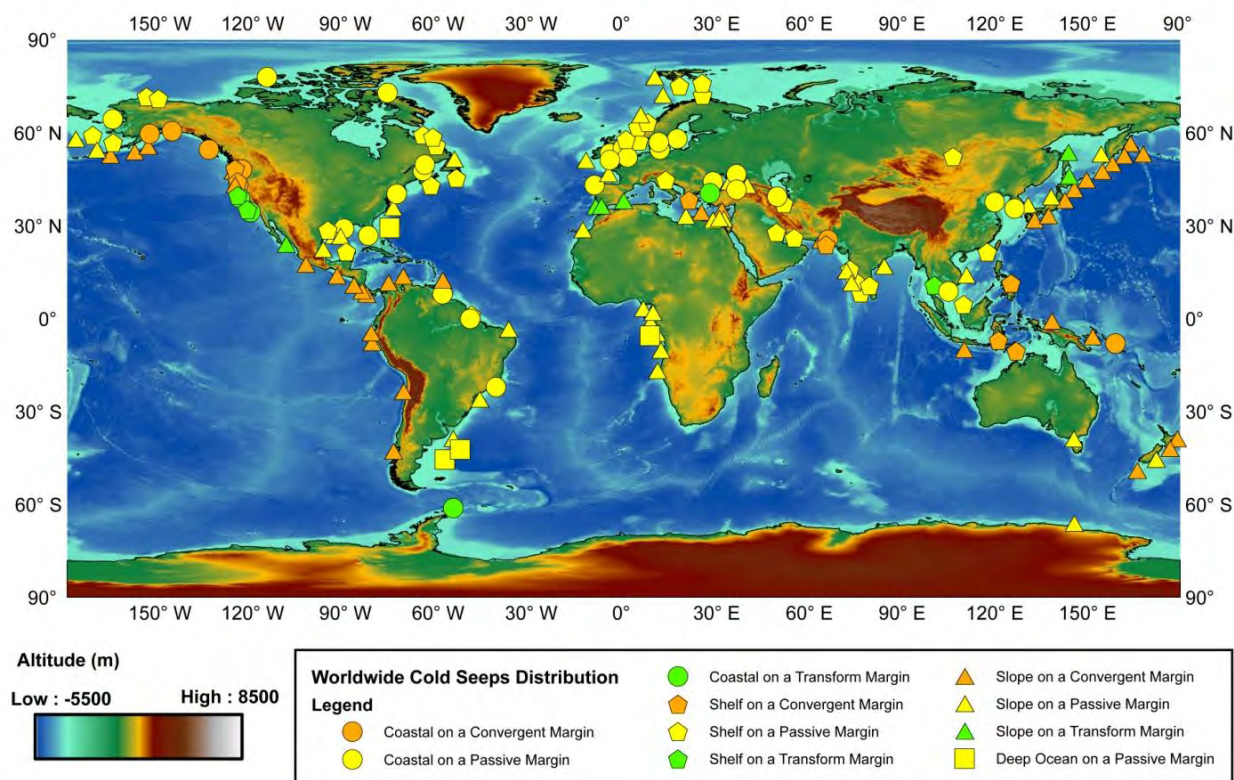 150° W 120° W 90° W 60° W 30° W 0° 30° E 60° E 90° E 120° E 150° E 90°
90°
60° N 60° N
30° N 30° N
0° 0°
30° S 30° S
60° S 60° S
90° 90°
150° W 120° W 90° W 60° W 30° W 0° 30° E 60° E 90° E 120° E 150° E 90°
Altitude (m)
Low : -5500 High : 8500
Worldwide Cold Seeps Distribution
Legend
Coastal on a Convergent Margin
Coastal on a Passive Margin
Coastal on a Transform Margin
Shelf on a Convergent Margin
Shelf on a Passive Margin
Shelf on a Transform Margin
Slope on a Convergent Margin
Slope on a Passive Margin
Slope on a Transform Margin
Deep Ocean on a Passive Margin